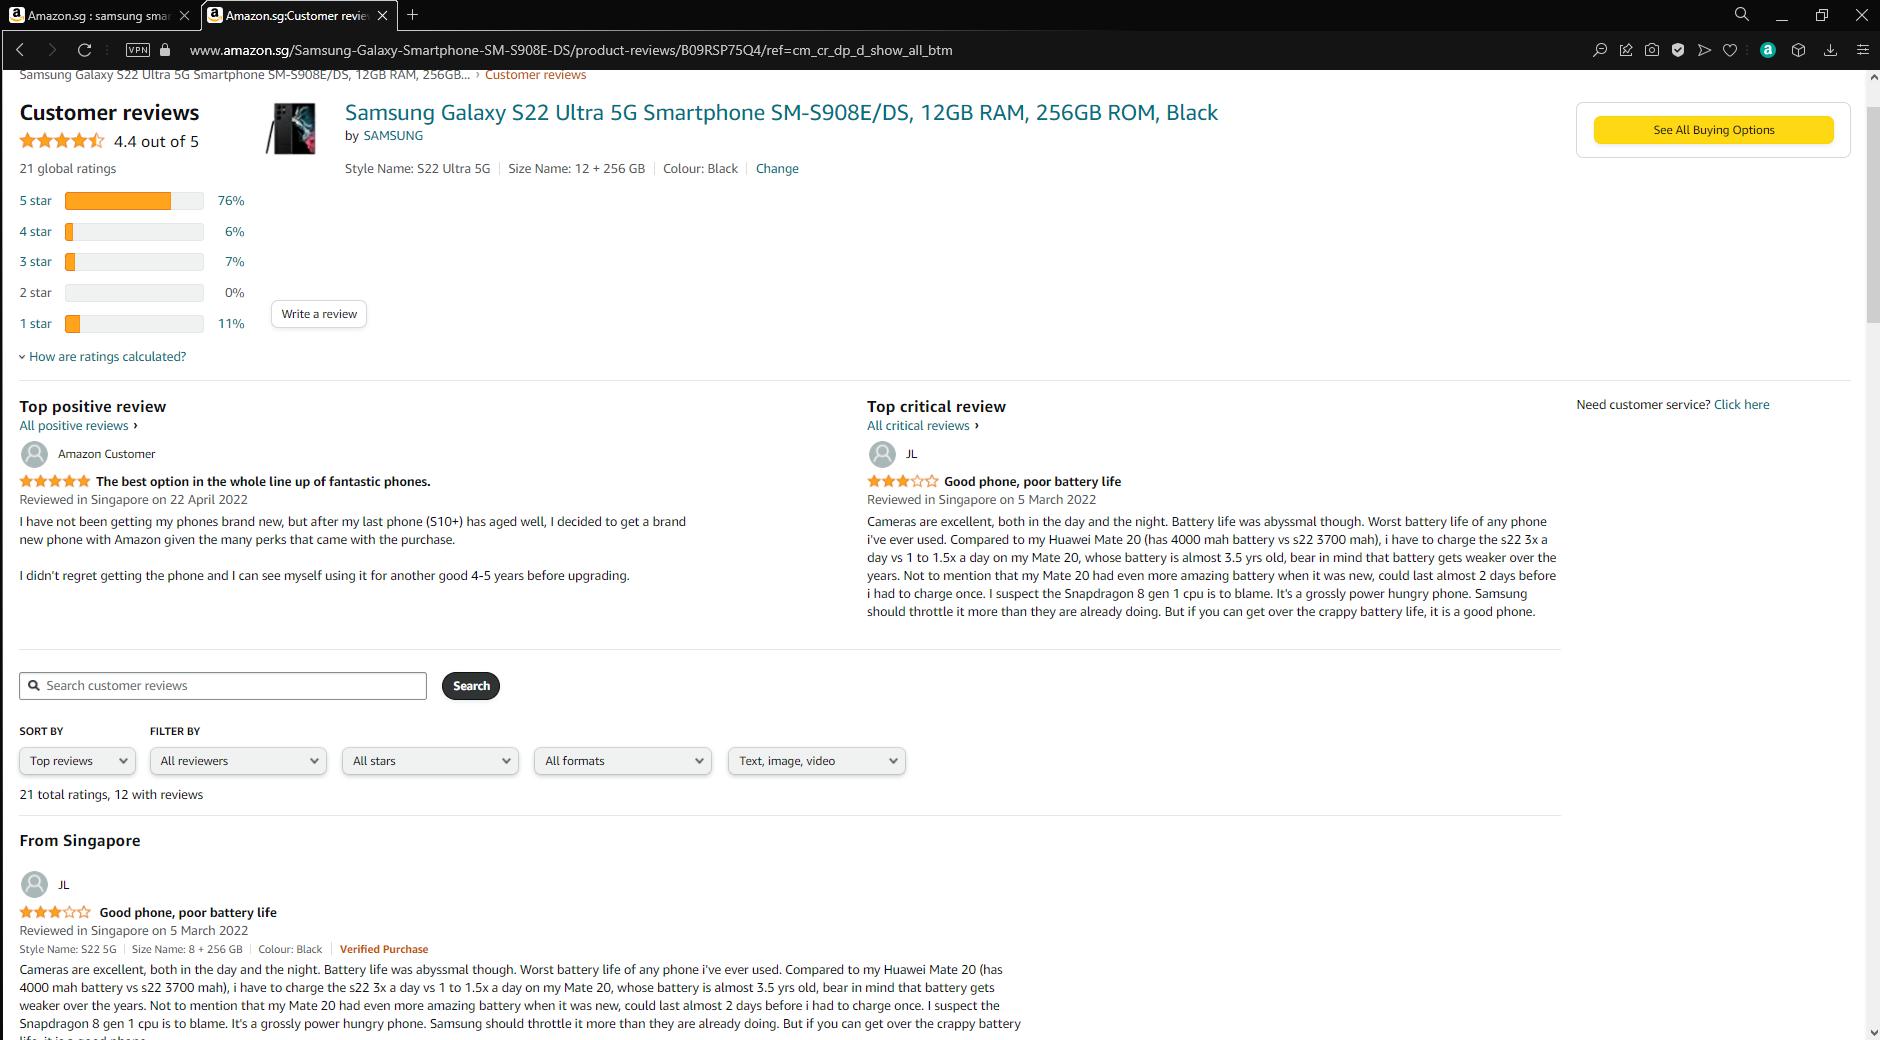 Amazon.sg : samsung smar
Amazon.sg:Customer revie
VPN
www.amazon.sg/Samsung-Galaxy-Smartphone-SM-S908E-DS/product-reviews/B09RSP75Q4/ref=cm_cr_dp_d_show_all_btm
Samsung Galaxy S22 Ultra 5G Smartphone SM-S908E/DS, 12GB RAM, 256GB... › Customer reviews
Customer reviews
4.4 out of 5
21 global ratings
5 star 76%
4 star 6%
3 star 7%
2 star 0%
1 star 11%
How are ratings calculated?
Samsung Galaxy S22 Ultra 5G Smartphone SM-S908E/DS, 12GB RAM, 256GB ROM, Black
by SAMSUNG
Style Name: S22 Ultra 5G | Size Name: 12 + 256 GB | Colour: Black | Change
Write a review
See All Buying Options
Top positive review
All positive reviews ›
Amazon Customer
The best option in the whole line up of fantastic phones.
Reviewed in Singapore on 22 April 2022
I have not been getting my phones brand new, but after my last phone (S10+) has aged well, I decided to get a brand
new phone with Amazon given the many perks that came with the purchase.
I didn't regret getting the phone and I can see myself using it for another good 4-5 years before upgrading.
Top critical review
All critical reviews ›
JL
Good phone, poor battery life
Reviewed in Singapore on 5 March 2022
Cameras are excellent, both in the day and the night. Battery life was abyssmal though. Worst battery life of any phone
i've ever used. Compared to my Huawei Mate 20 (has 4000 mah battery vs s22 3700 mah), i have to charge the s22 3x a
day vs 1 to 1.5x a day on my Mate 20, whose battery is almost 3.5 yrs old, bear in mind that battery gets weaker over the
years. Not to mention that my Mate 20 had even more amazing battery when it was new, could last almost 2 days before
i had to charge once. I suspect the Snapdragon 8 gen 1 cpu is to blame. It's a grossly power hungry phone. Samsung
should throttle it more than they are already doing. But if you can get over the crappy battery life, it is a good phone.
Need customer service? Click here
Search customer reviews
Search
SORT BY
FILTER BY
Top reviews
All reviewers
All stars
All formats
Text, image, video
21 total ratings, 12 with reviews
From Singapore
JL
Good phone, poor battery life
Reviewed in Singapore on 5 March 2022
Style Name: S22 5G | Size Name: 8 + 256 GB | Colour: Black | Verified Purchase
Cameras are excellent, both in the day and the night. Battery life was abyssmal though. Worst battery life of any phone i've ever used. Compared to my Huawei Mate 20 (has
4000 mah battery vs s22 3700 mah), i have to charge the s22 3x a day vs 1 to 1.5x a day on my Mate 20, whose battery is almost 3.5 yrs old, bear in mind that battery gets
weaker over the years. Not to mention that my Mate 20 had even more amazing battery when it was new, could last almost 2 days before i had to charge once. I suspect the
Snapdragon 8 gen 1 cpu is to blame. It's a grossly power hungry phone. Samsung should throttle it more than they are already doing. But if you can get over the crappy battery